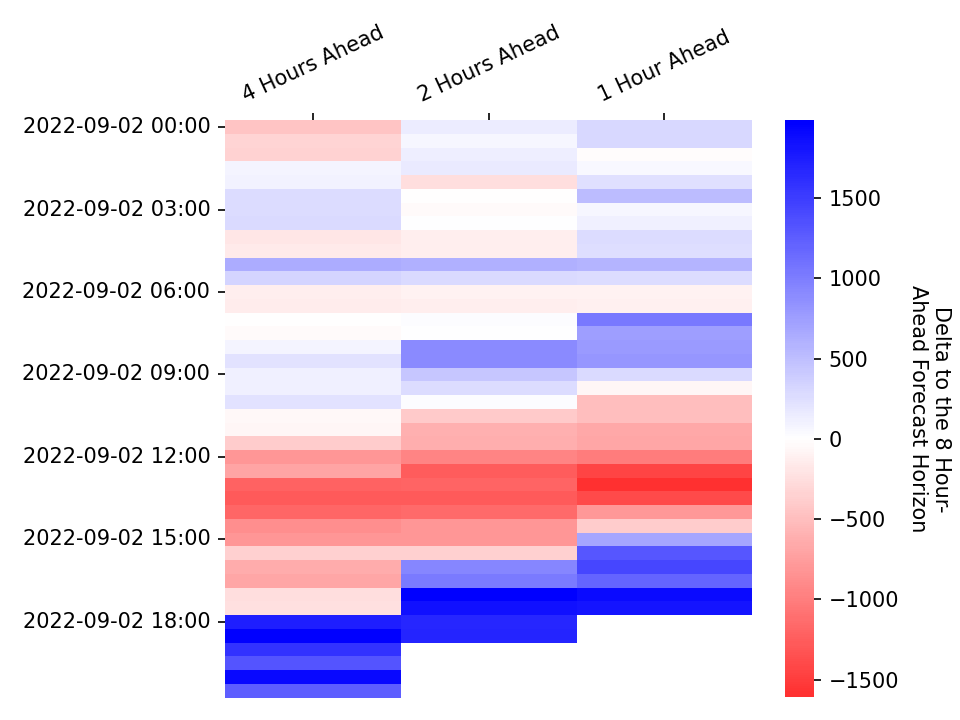 4 Hours Ahead
2 Hours Ahead
1 Hour Ahead
2022-09-02 00:00
2022-09-02 03:00
2022-09-02 06:00
2022-09-02 09:00
2022-09-02 12:00
2022-09-02 15:00
2022-09-02 18:00
1500
1000
500
0
−500
−1000
−1500
Delta to the 8 Hour-
Ahead Forecast Horizon